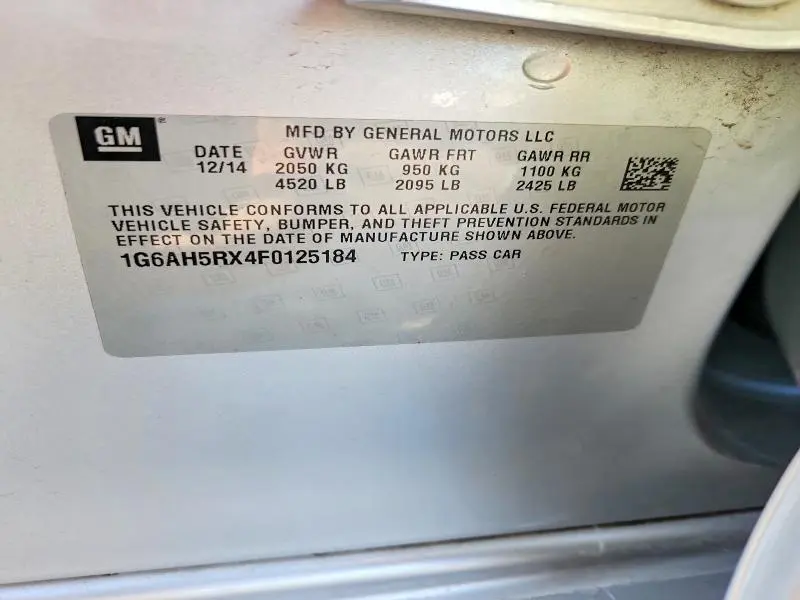 GM®
MFD BY GENERAL MOTORS LLC
DATE GVWR GAWR FRT GAWR RR
12/14 2050 KG 950 KG 1100 KG
4520 LB 2095 LB 2425 LB
THIS VEHICLE CONFORMS TO ALL APPLICABLE U.S. FEDERAL MOTOR
VEHICLE SAFETY, BUMPER, AND THEFT PREVENTION STANDARDS IN
EFFECT ON THE DATE OF MANUFACTURE SHOWN ABOVE.
1G6AH5RX4F0125184 TYPE: PASS CAR